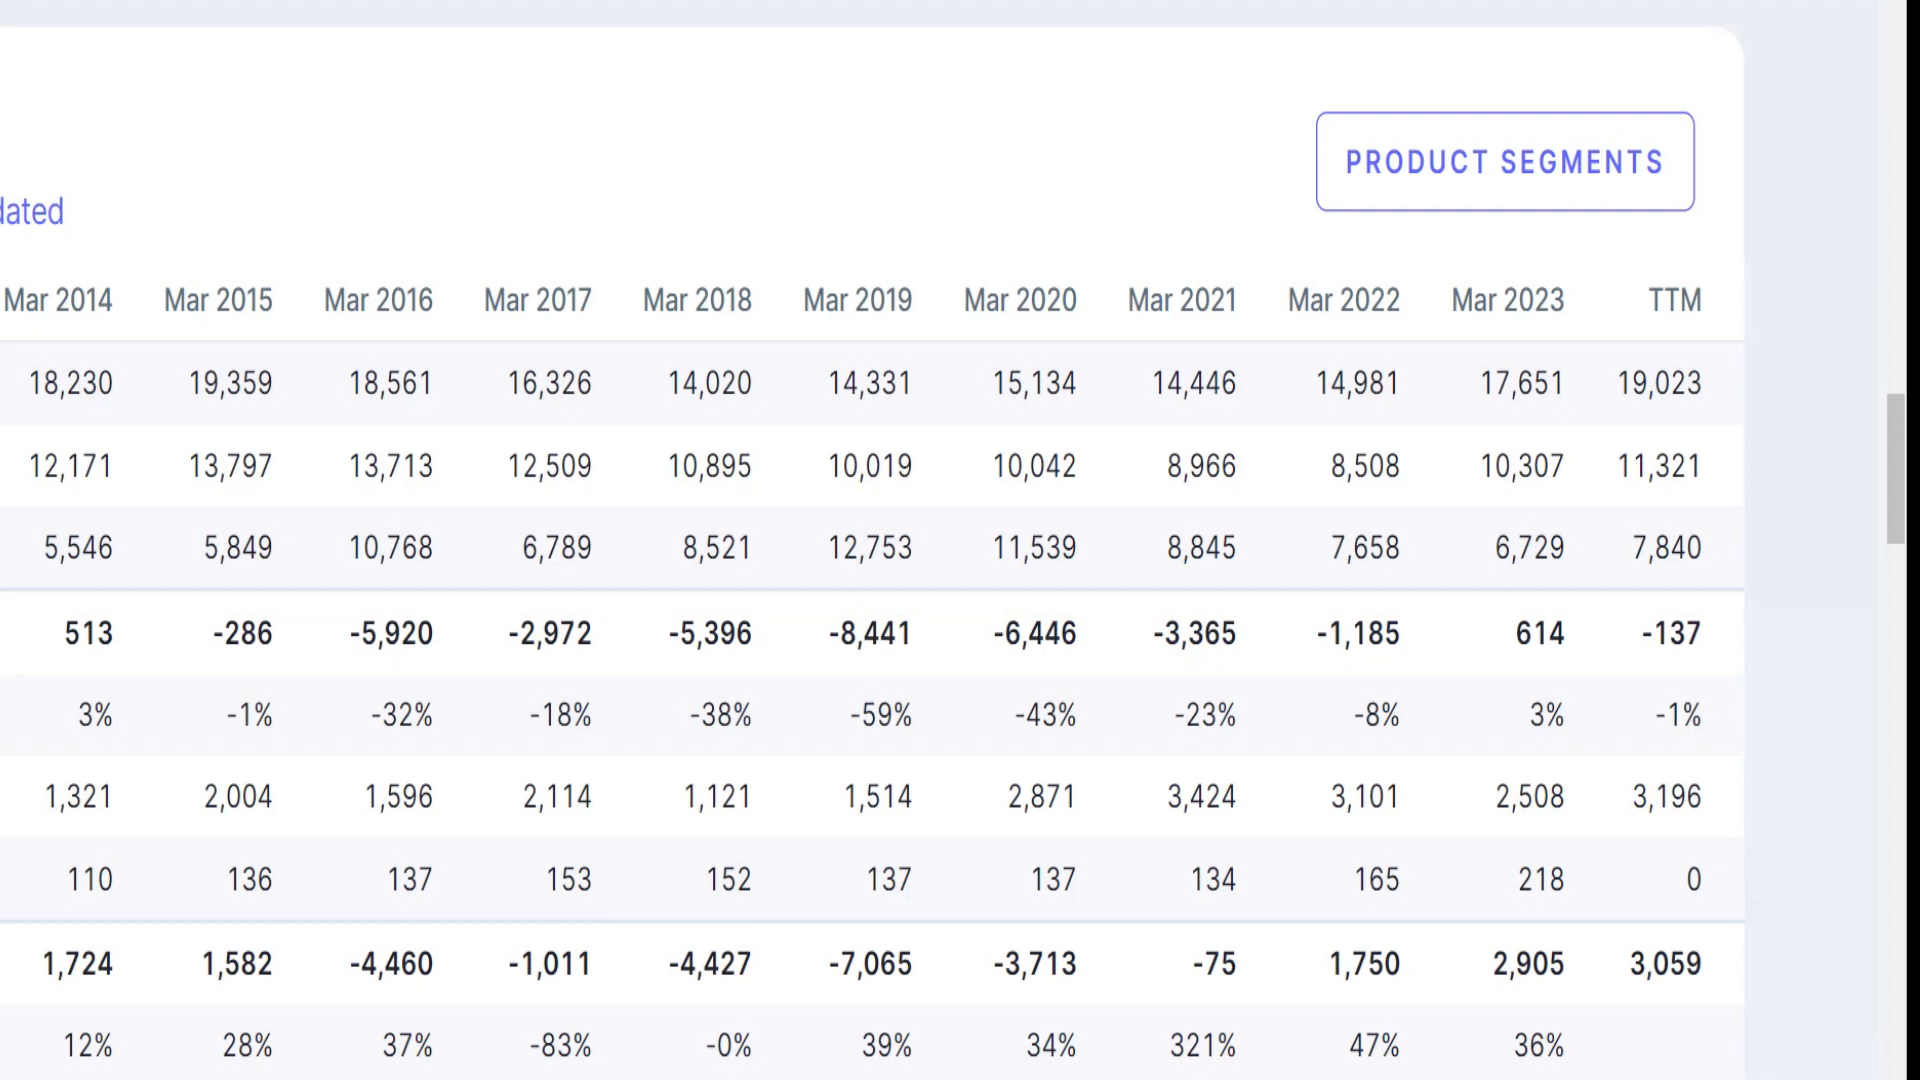 PRODUCT SEGMENTS
dated
Mar 2014 Mar 2015 Mar 2016 Mar 2017 Mar 2018 Mar 2019 Mar 2020 Mar 2021 Mar 2022 Mar 2023 TTM
18,230 19,359 18,561 16,326 14,020 14,331 15,134 14,446 14,981 17,651 19,023
12,171 13,797 13,713 12,509 10,895 10,019 10,042 8,966 8,508 10,307 11,321
5,546 5,849 10,768 6,789 8,521 12,753 11,539 8,845 7,658 6,729 7,840
513 -286 -5,920 -2,972 -5,396 -8,441 -6,446 -3,365 -1,185 614 -137
3% -1% -32% -18% -38% -59% -43% -23% -8% 3% -1%
1,321 2,004 1,596 2,114 1,121 1,514 2,871 3,424 3,101 2,508 3,196
110 136 137 153 152 137 137 134 165 218 0
1,724 1,582 -4,460 -1,011 -4,427 -7,065 -3,713 -75 1,750 2,905 3,059
12% 28% 37% -83% -0% 39% 34% 321% 47% 36%